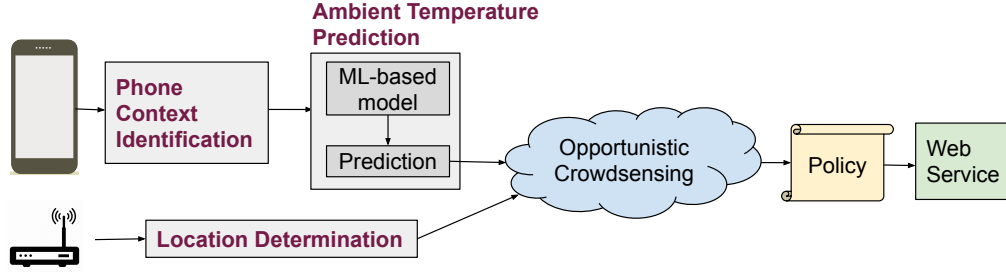 Ambient Temperature
Prediction
Phone
Context
Identification
ML-based
model
Prediction
Opportunistic
Crowdsensing
Policy
Web
Service
Location Determination